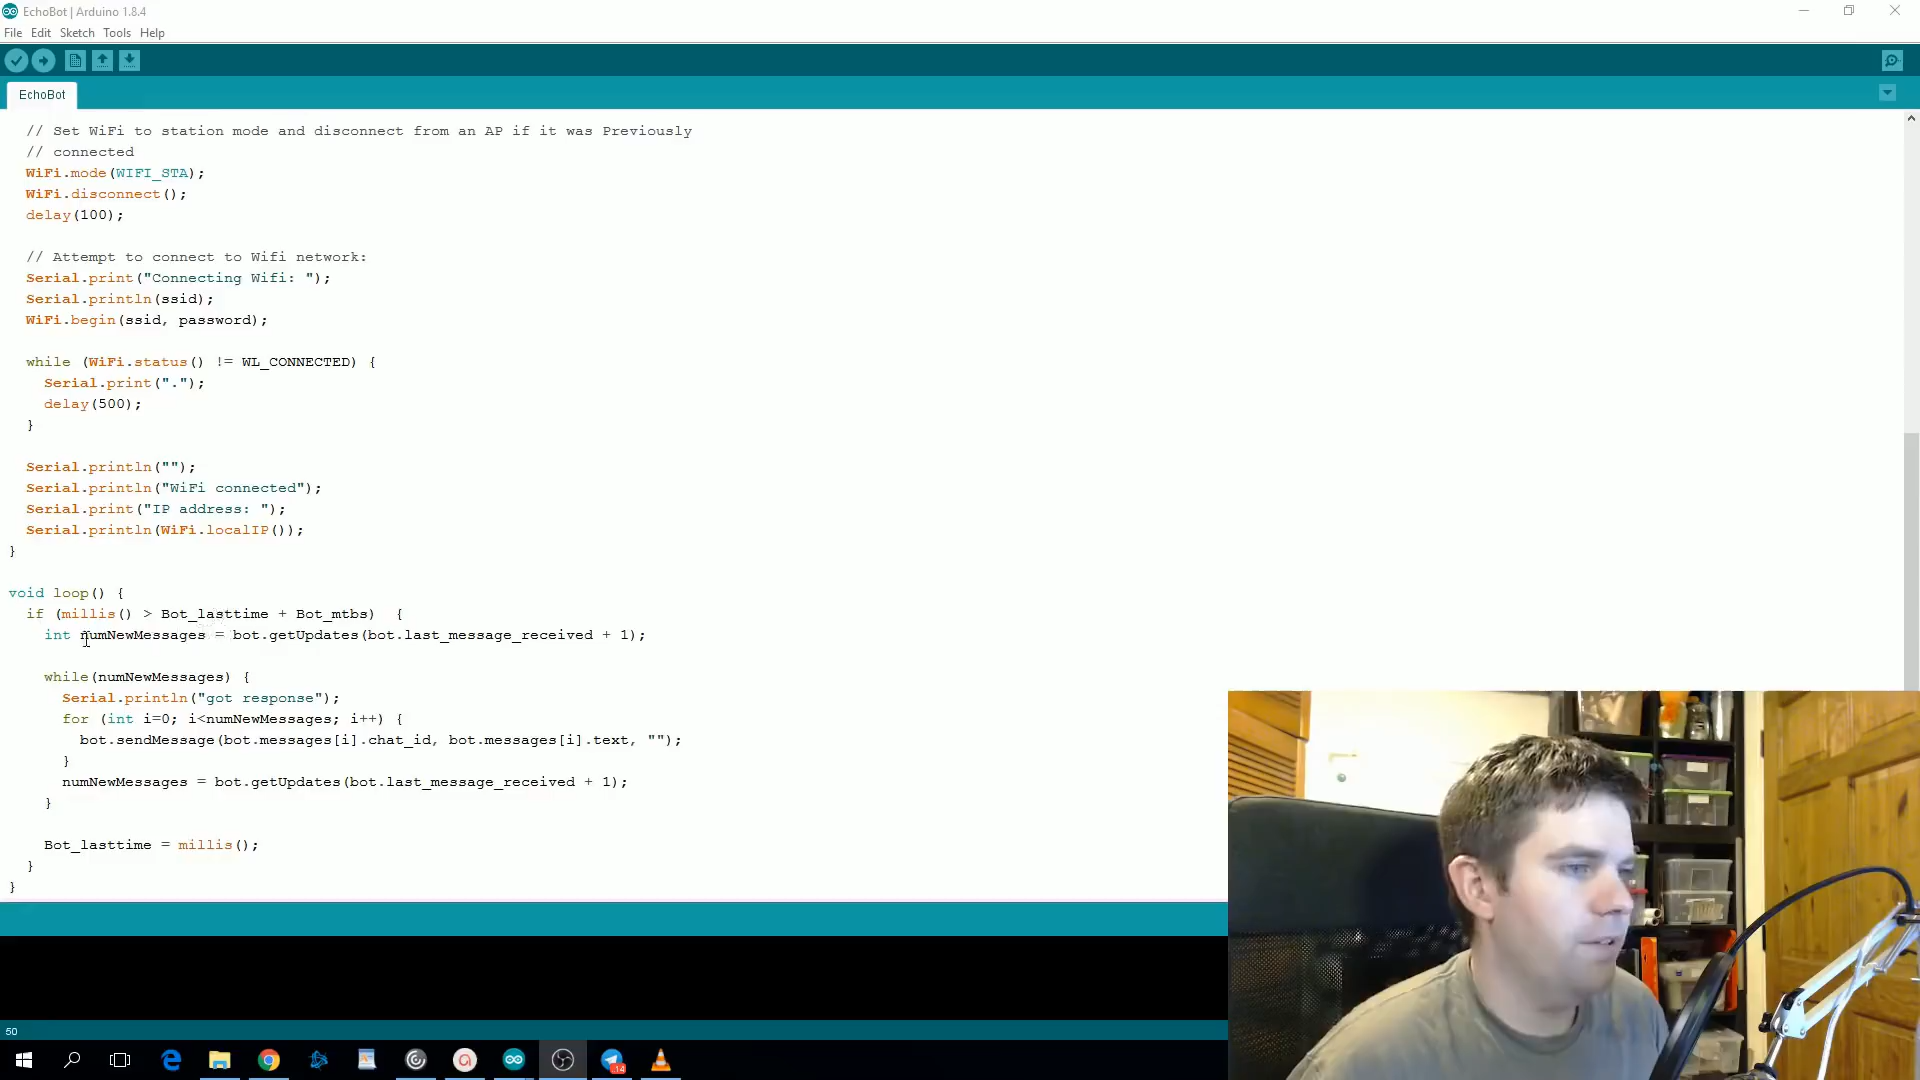 EchoBot | Arduino 1.8.4
File Edit Sketch Tools Help
EchoBot
// Set WiFi to station mode and disconnect from an AP if it was Previously
// connected
WiFi.mode(WIFI_STA);
WiFi.disconnect();
delay(100);
// Attempt to connect to Wifi network:
Serial.print("Connecting Wifi: ");
Serial.println(ssid);
WiFi.begin(ssid, password);
while (WiFi.status() != WL_CONNECTED) {
Serial.print(".");
delay(500);
}
Serial.println("");
Serial.println("WiFi connected");
Serial.print("IP address: ");
Serial.println(WiFi.localIP());
}
void loop() {
if (millis() > Bot_lasttime + Bot_mtbs)  {
int numNewMessages = bot.getUpdates(bot.last_message_received + 1);
while(numNewMessages) {
Serial.println("got response");
for (int i=0; i<numNewMessages; i++) {
bot.sendMessage(bot.messages[i].chat_id, bot.messages[i].text, "");
}
numNewMessages = bot.getUpdates(bot.last_message_received + 1);
}
Bot_lasttime = millis();
}
}
50
14